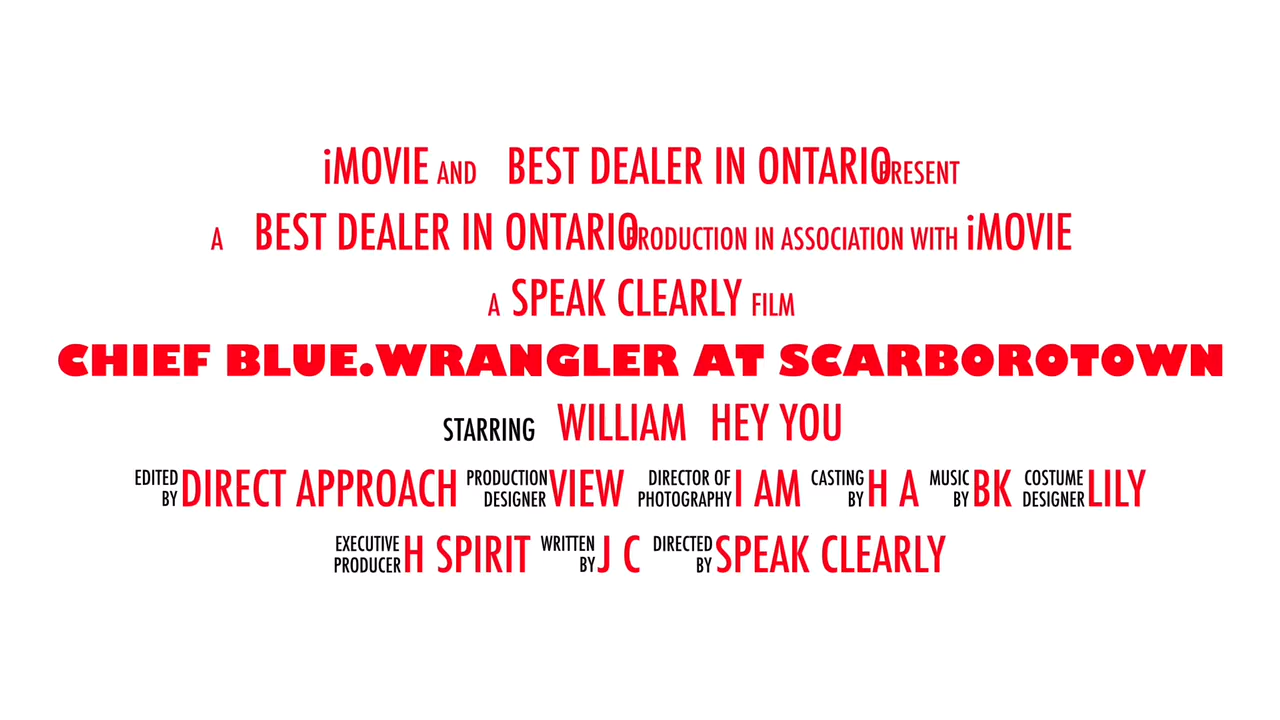 iMOVIE AND BEST DEALER IN ONTARIO PRESENT
A BEST DEALER IN ONTARIO PRODUCTION IN ASSOCIATION WITH iMOVIE
A SPEAK CLEARLY FILM
CHIEF BLUE.WRANGLER AT SCARBOROTOWN
STARRING WILLIAM HEY YOU
EDITED BY DIRECT APPROACH PRODUCTION DESIGNER VIEW DIRECTOR OF PHOTOGRAPHY I AM CASTING BY H A MUSIC BY BK COSTUME DESIGNER LILY
EXECUTIVE PRODUCER H SPIRIT WRITTEN BY J C DIRECTED BY SPEAK CLEARLY